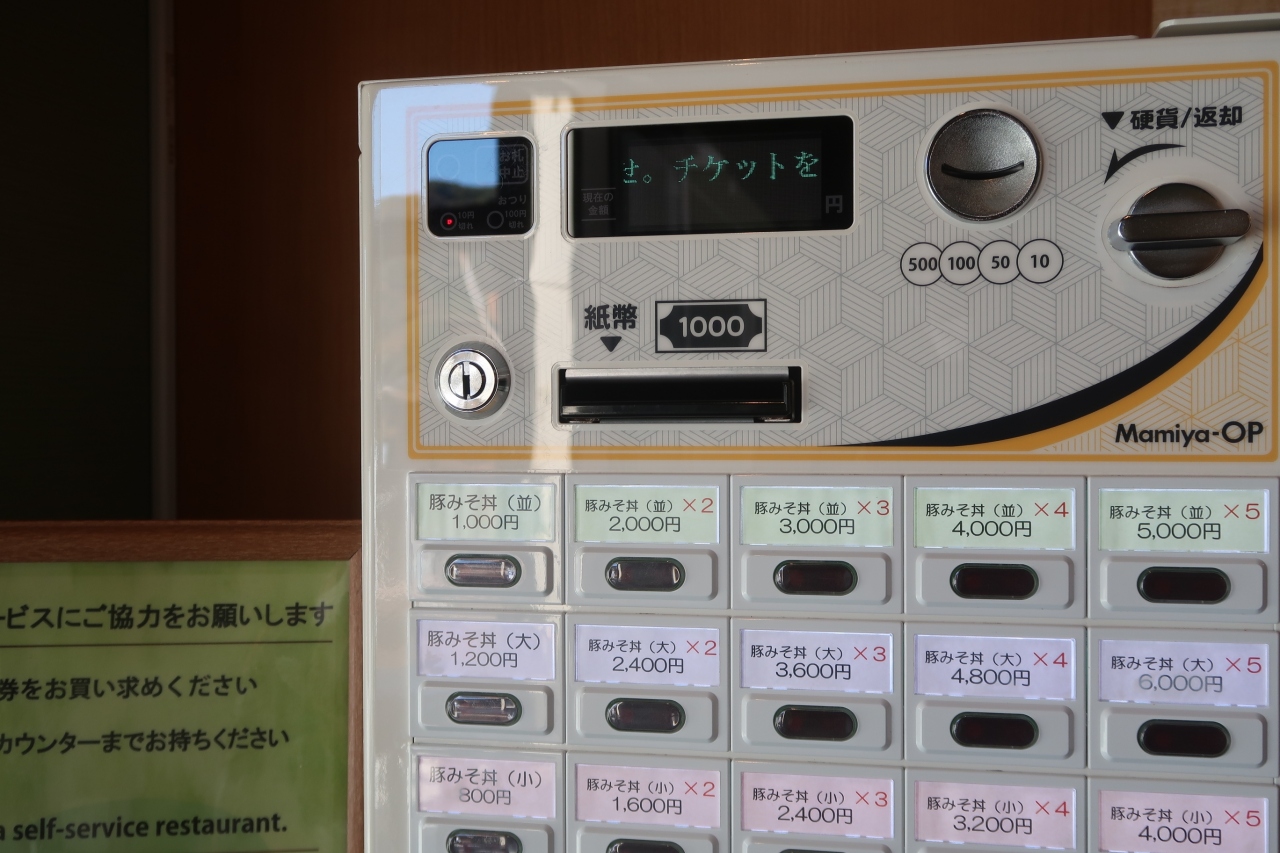 お札
中止
おつり
10円
切れ
100円
切れ
せ。チケットを
現在の
金額
円
▼硬貨/返却
500 100 50 10
紙幣
▼
1000
Mamiya-OP
豚みそ丼（並）
1,000円
豚みそ丼（並）×2
2,000円
豚みそ丼（並）×3
3,000円
豚みそ丼（並）×4
4,000円
豚みそ丼（並）×5
5,000円
豚みそ丼（大）
1,200円
豚みそ丼（大）×2
2,400円
豚みそ丼（大）×3
3,600円
豚みそ丼（大）×4
4,800円
豚みそ丼（大）×5
6,000円
豚みそ丼（小）
800円
豚みそ丼（小）×2
1,600円
豚みそ丼（小）×3
2,400円
豚みそ丼（小）×4
3,200円
豚みそ丼（小）×5
4,000円
ービスにご協力をお願いします
券をお買い求めください
カウンターまでお持ちください
a self-service restaurant.